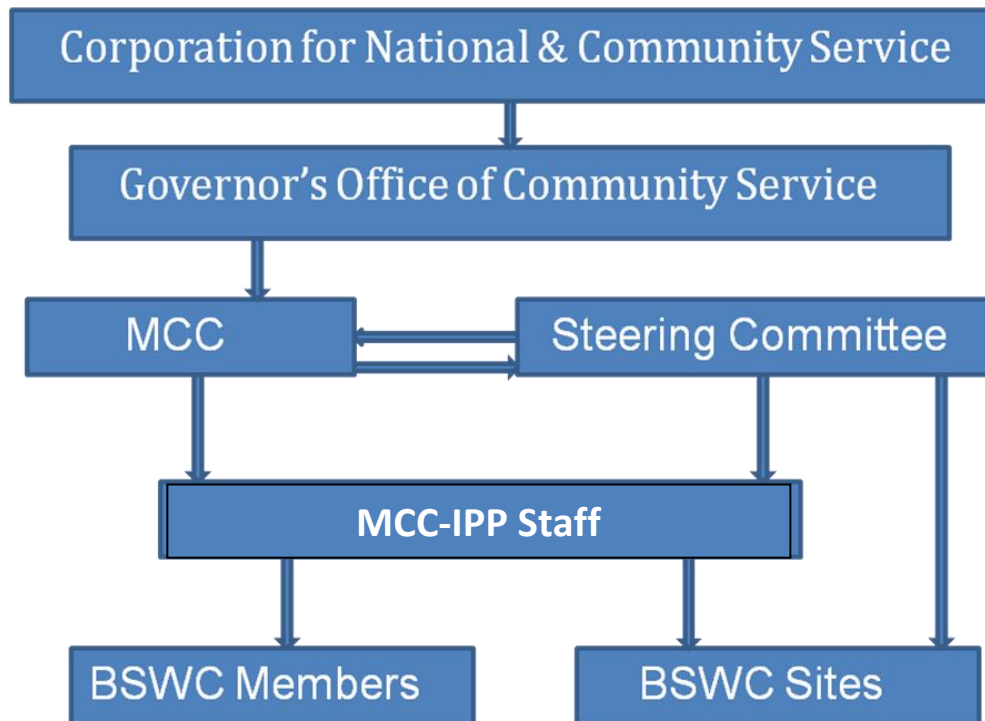 Corporation for National & Community Service
Governor's Office of Community Service
MCC
Steering Committee
MCC-IPP Staff
BSWC Members
BSWC Sites